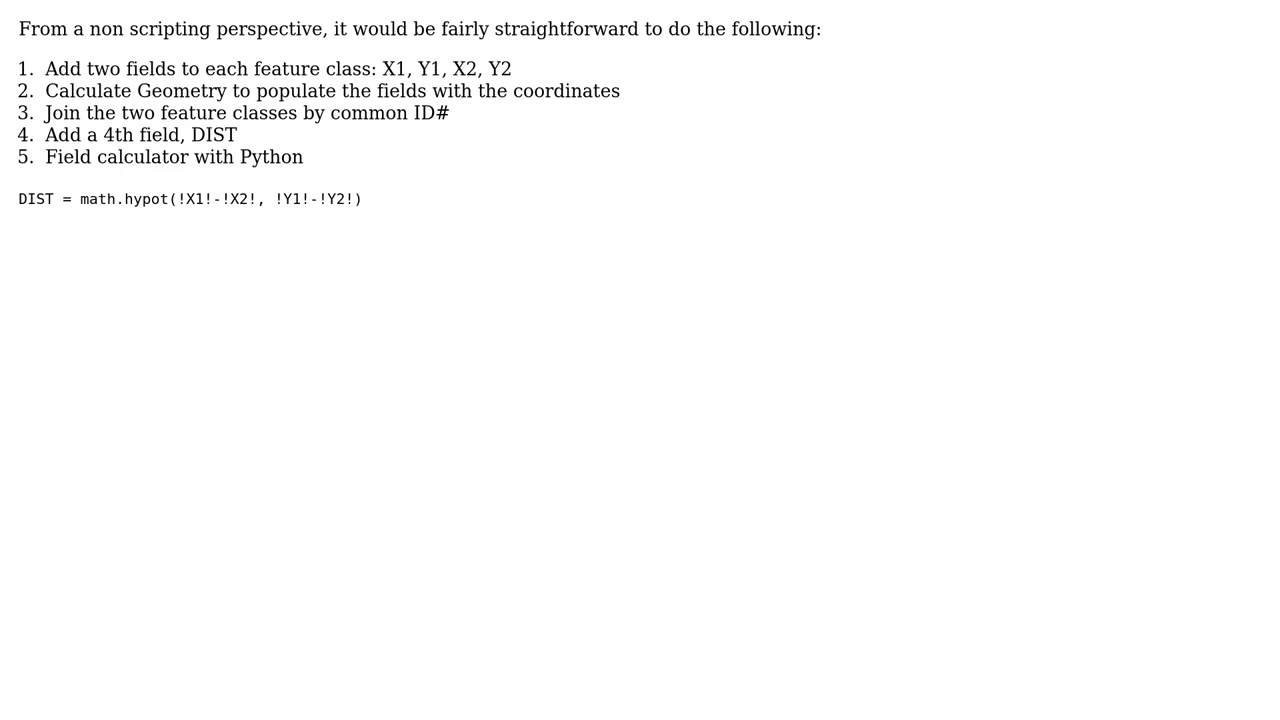 From a non scripting perspective, it would be fairly straightforward to do the following:
1. Add two fields to each feature class: X1, Y1, X2, Y2
2. Calculate Geometry to populate the fields with the coordinates
3. Join the two feature classes by common ID#
4. Add a 4th field, DIST
5. Field calculator with Python
DIST = math.hypot(!X1!-!X2!, !Y1!-!Y2!)